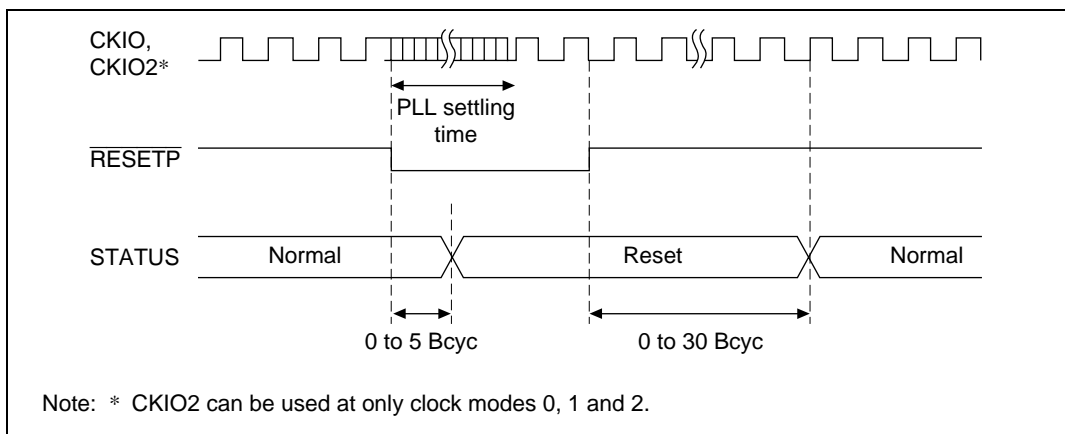 CKIO,
CKIO2*
PLL settling
time
RESETP
STATUS
Normal
Reset
Normal
0 to 5 Bcyc
0 to 30 Bcyc
Note: * CKIO2 can be used at only clock modes 0, 1 and 2.